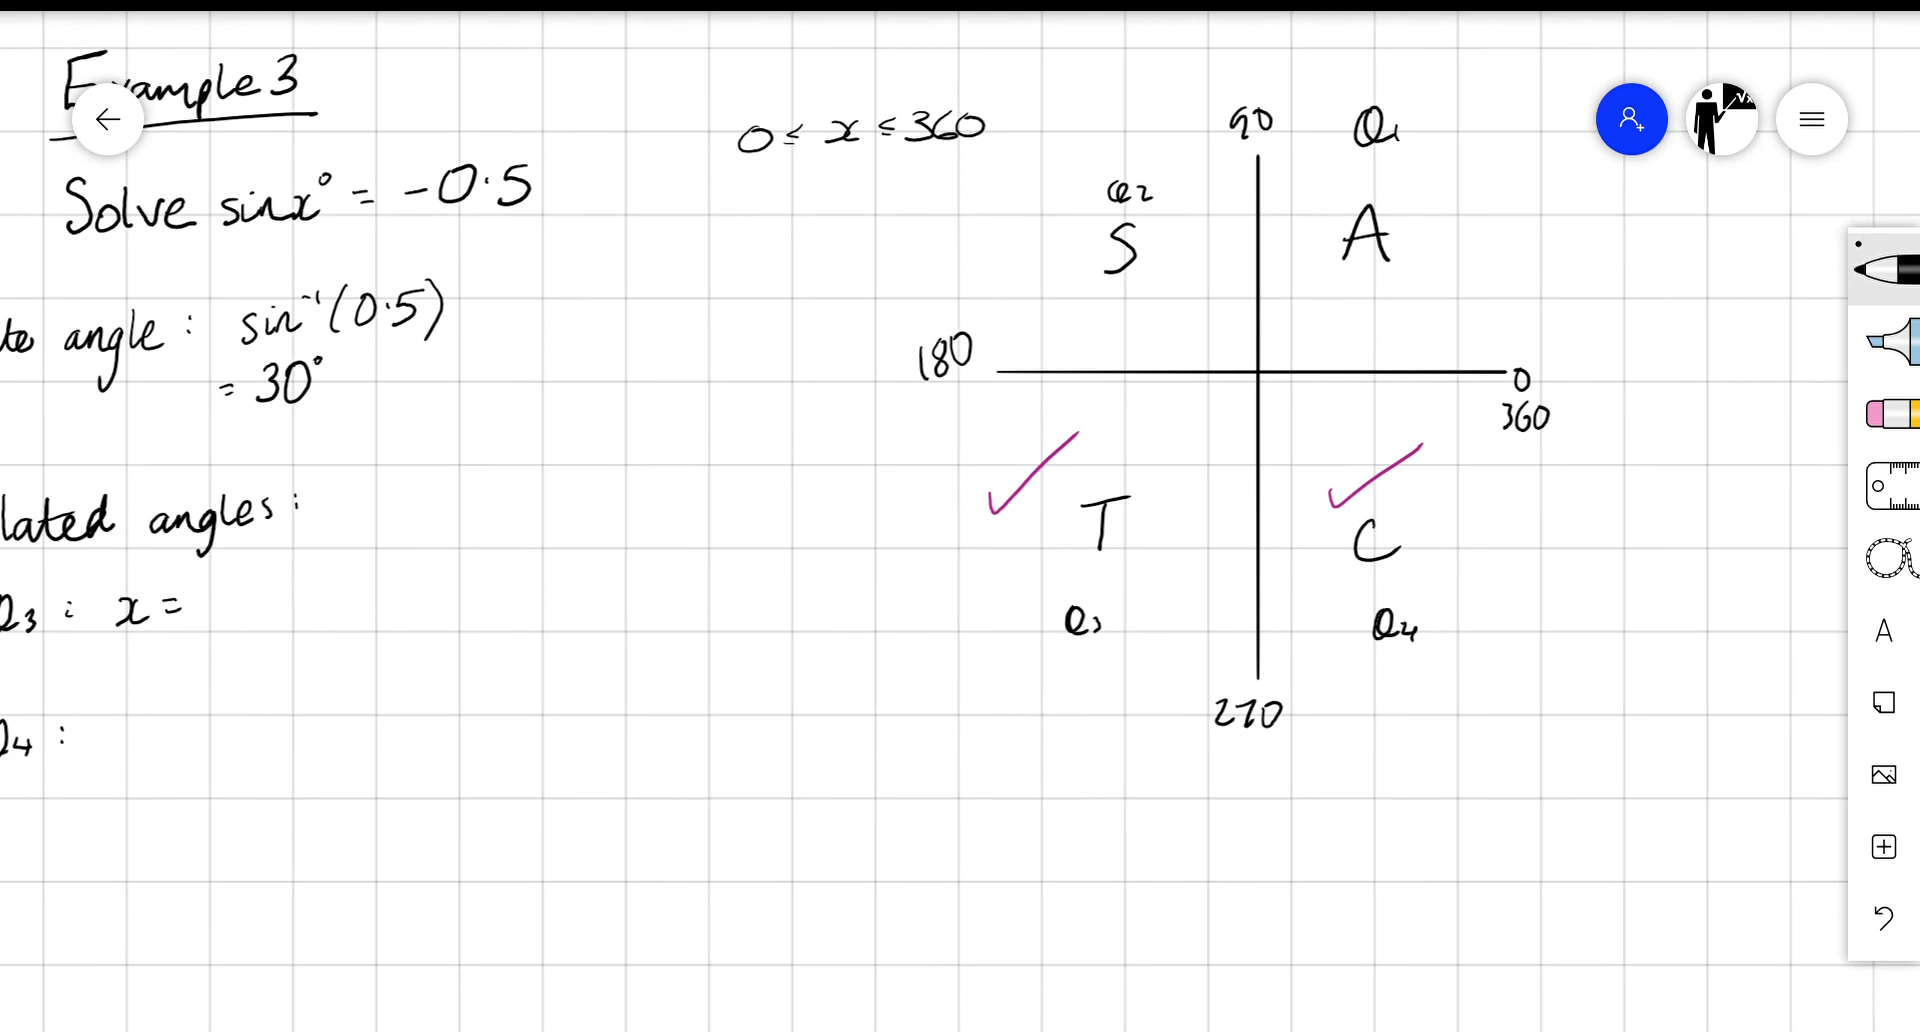 Example 3
0 ≤ x ≤ 360
Solve sin x° = -0.5
angle : sin⁻¹(0.5)
= 30°
lated angles :
Q3 : x =
Q4 :
90
Q1
Q2
S
A
180
0
360
T
C
Q3
Q4
270
√x
A